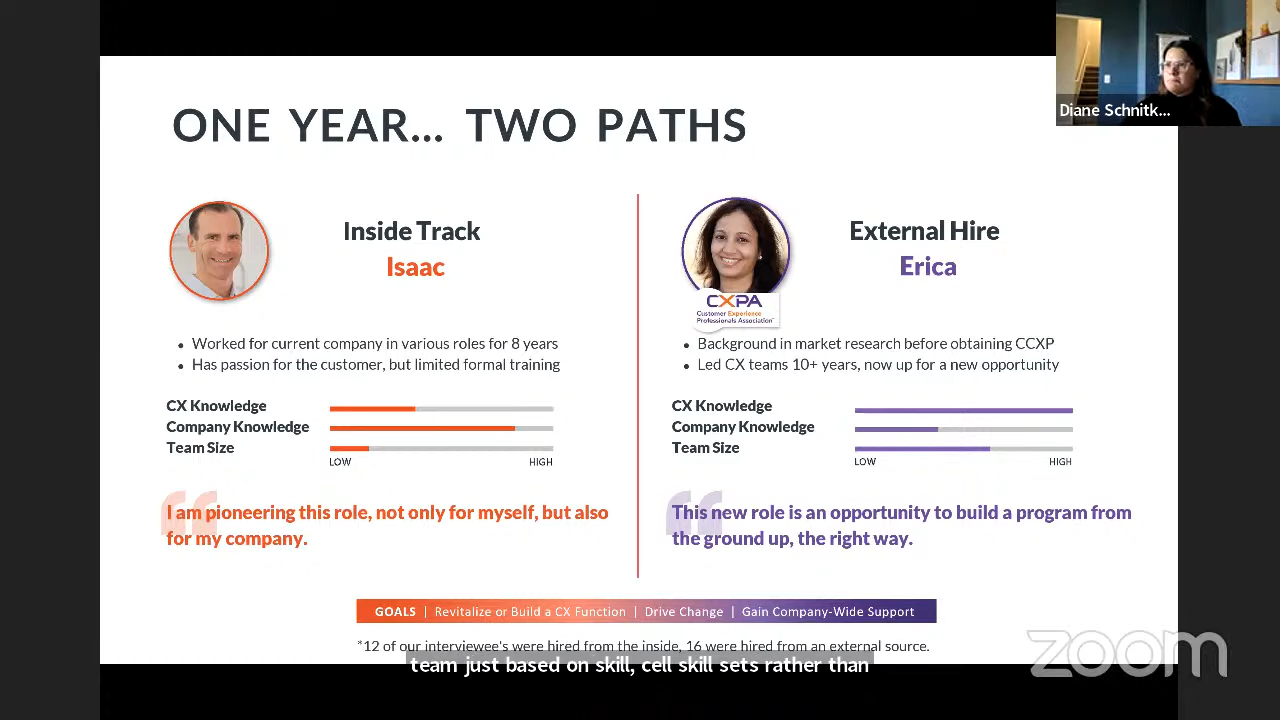 Diane Schnitk...
ONE YEAR... TWO PATHS
Inside Track
Isaac
Worked for current company in various roles for 8 years
Has passion for the customer, but limited formal training
CX Knowledge
Company Knowledge
Team Size
LOW HIGH
I am pioneering this role, not only for myself, but also
for my company.
External Hire
Erica
CXPA
Customer Experience
Professionals Association
Background in market research before obtaining CCXP
Led CX teams 10+ years, now up for a new opportunity
CX Knowledge
Company Knowledge
Team Size
LOW HIGH
This new role is an opportunity to build a program from
the ground up, the right way.
GOALS | Revitalize or Build a CX Function | Drive Change | Gain Company-Wide Support
*12 of our interviewee's were hired from the inside, 16 were hired from an external source.
team just based on skill, cell skill sets rather than
zoom